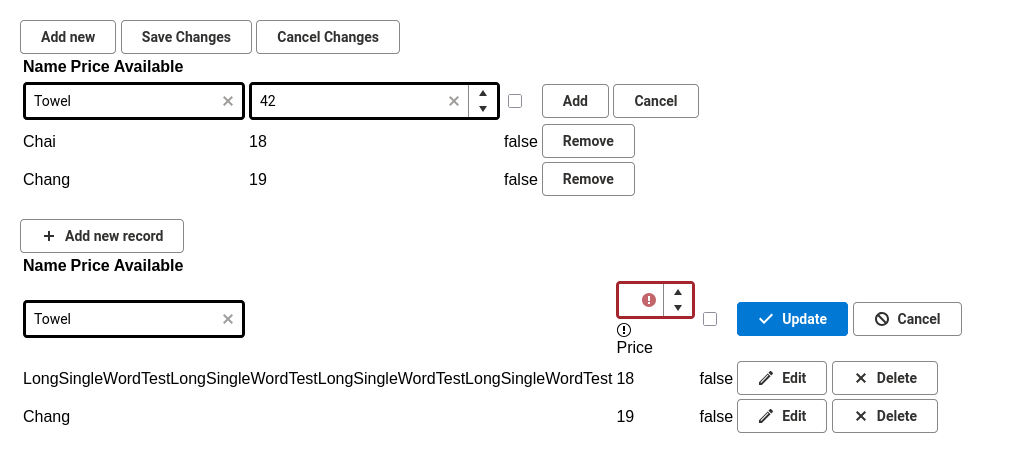 Add new Save Changes Cancel Changes
Name Price Available
Towel 42 Add Cancel
Chai 18 false Remove
Chang 19 false Remove
Add new record
Name Price Available
Towel Update Cancel
Price
LongSingleWordTestLongSingleWordTestLongSingleWordTestLongSingleWordTest 18 false Edit Delete
Chang 19 false Edit Delete